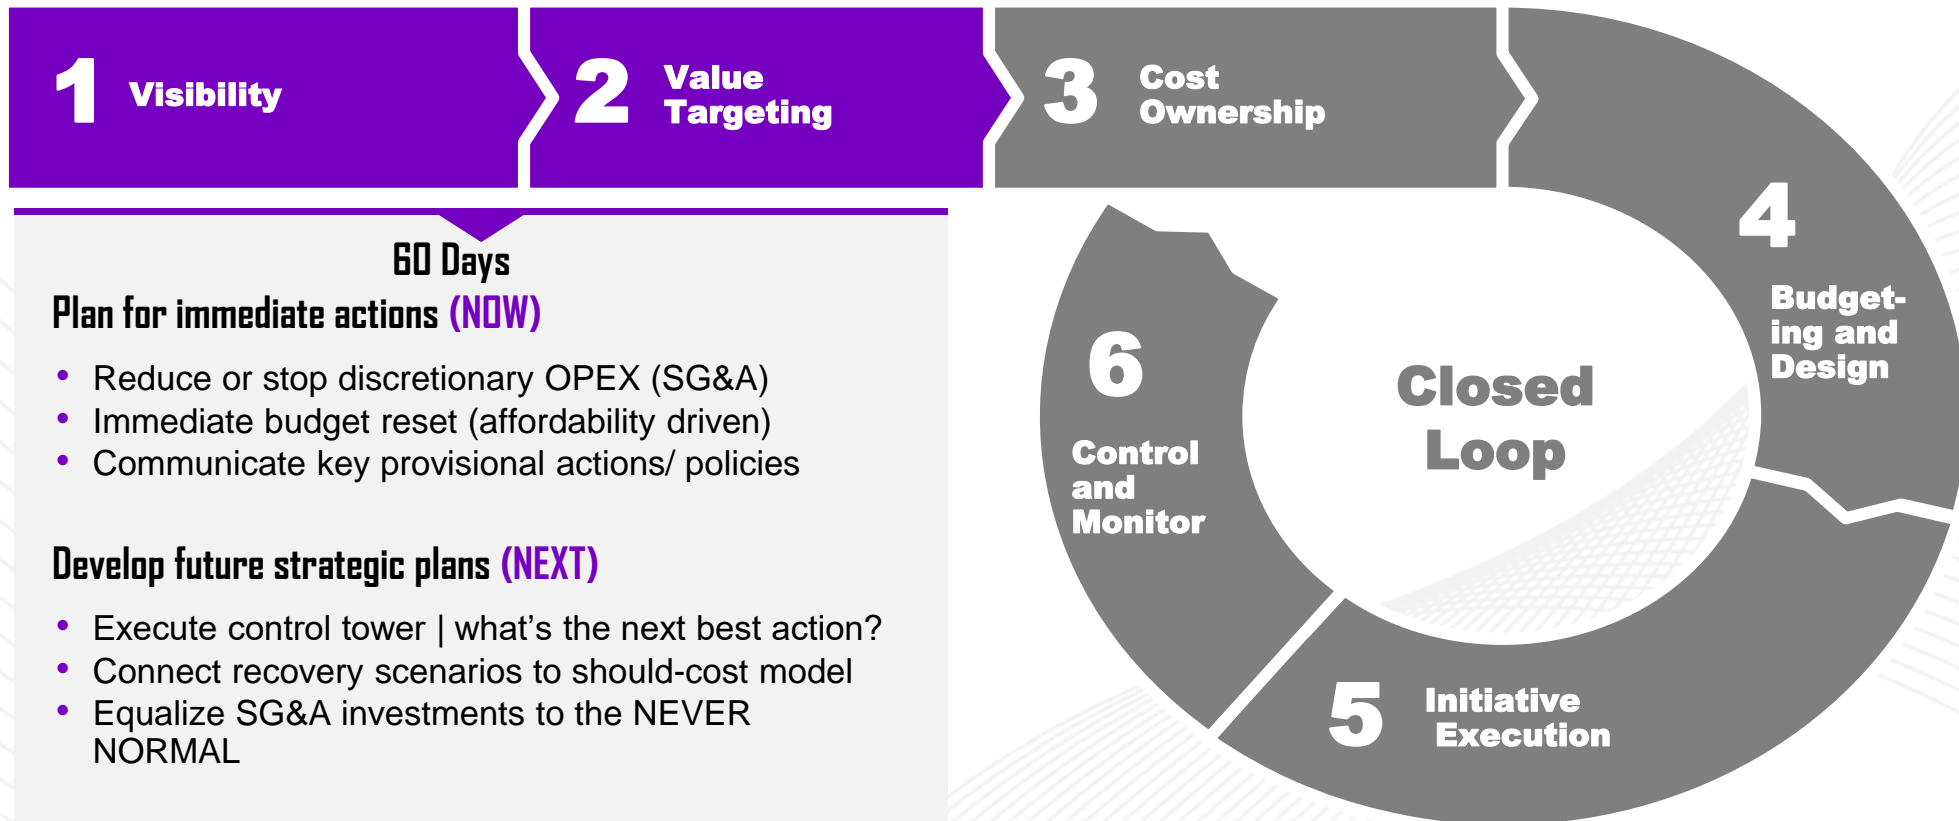 1 Visibility
2 Value
Targeting
3 Cost
Ownership
4
Budget-
ing and
Design
5 Initiative
Execution
6
Control
and
Monitor
Closed
Loop
60 Days
Plan for immediate actions (NOW)
• Reduce or stop discretionary OPEX (SG&A)
• Immediate budget reset (affordability driven)
• Communicate key provisional actions/ policies
Develop future strategic plans (NEXT)
• Execute control tower | what’s the next best action?
• Connect recovery scenarios to should-cost model
• Equalize SG&A investments to the NEVER
NORMAL